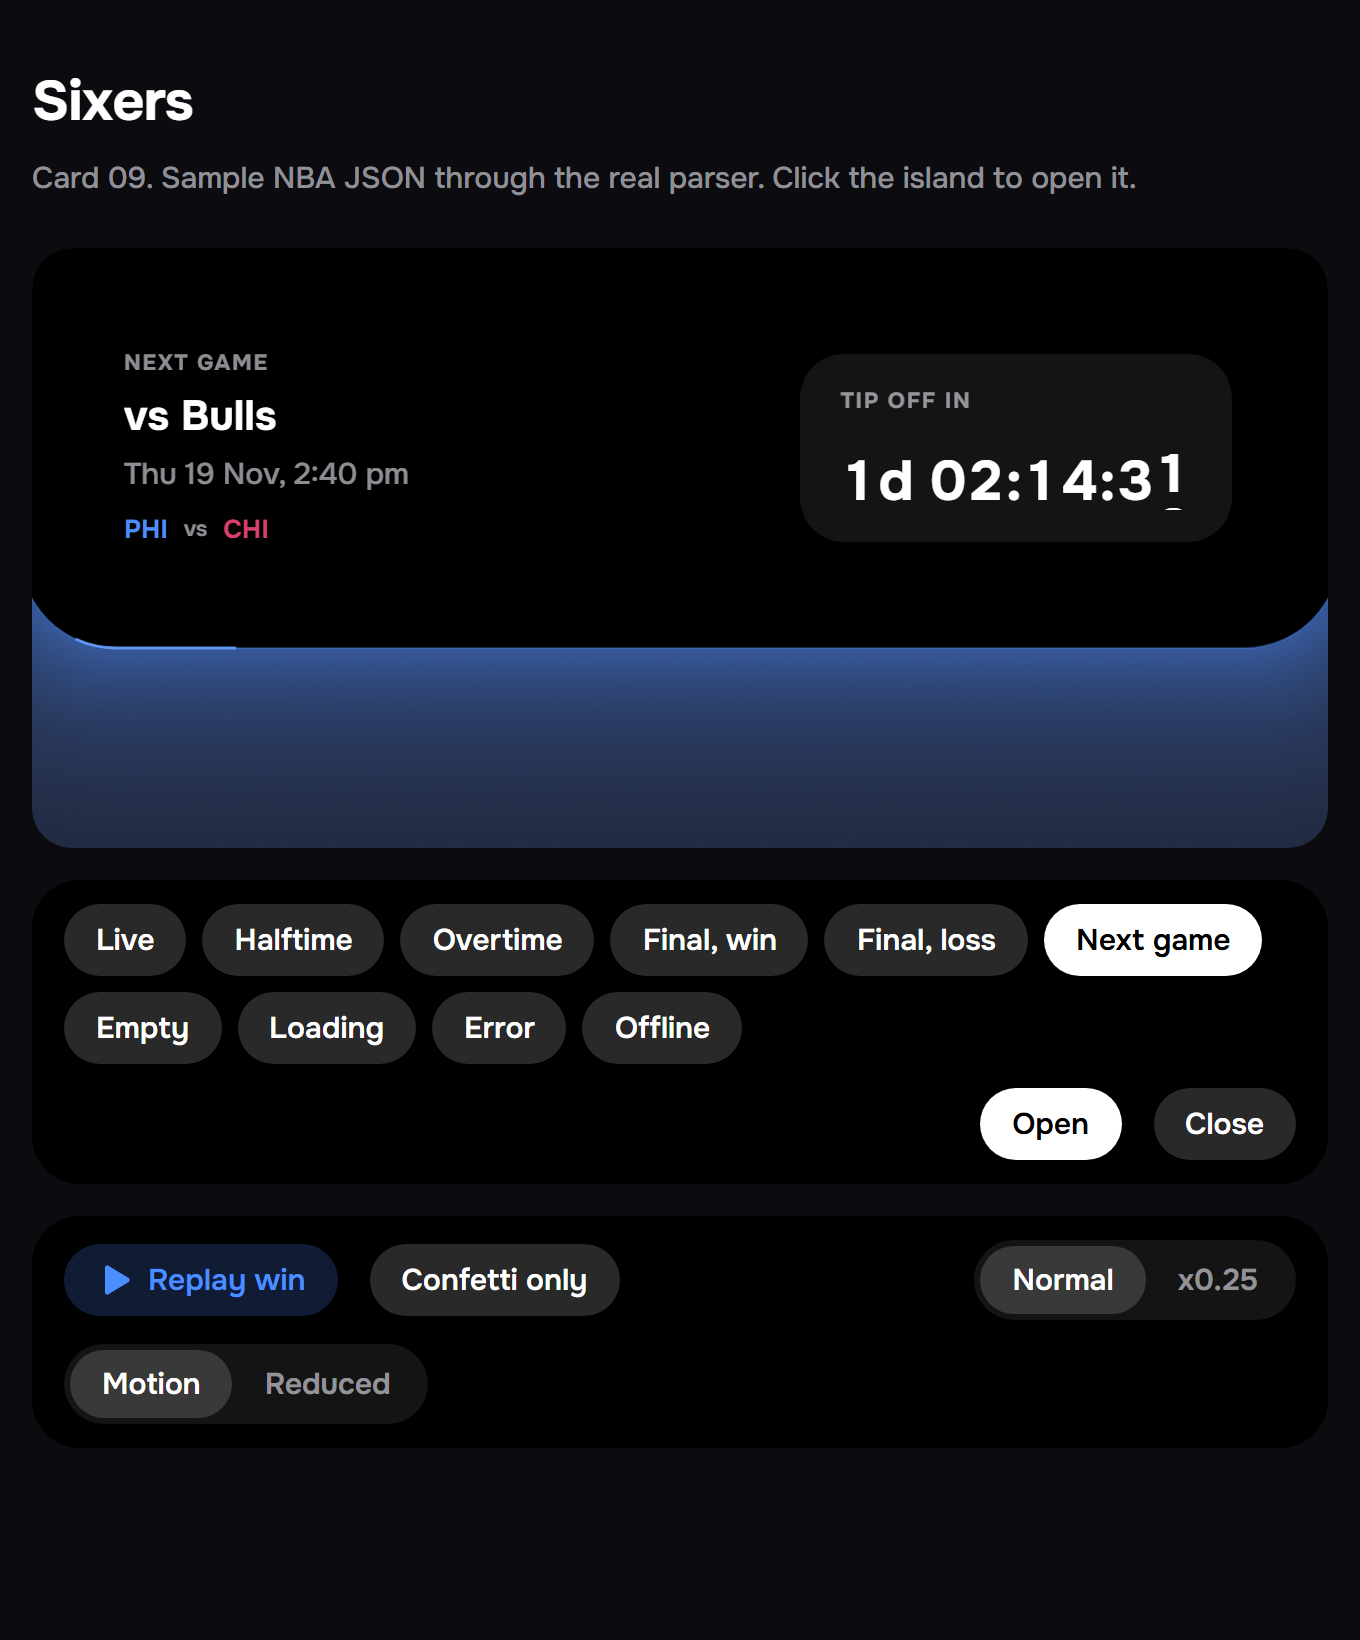 Sixers
Card 09. Sample NBA JSON through the real parser. Click the island to open it.
NEXT GAME
vs Bulls
Thu 19 Nov, 2:40 pm
PHI vs CHI
TIP OFF IN
1d 02:14:31
Live Halftime Overtime Final, win Final, loss Next game
Empty Loading Error Offline
Open Close
Replay win Confetti only Normal x0.25
Motion Reduced